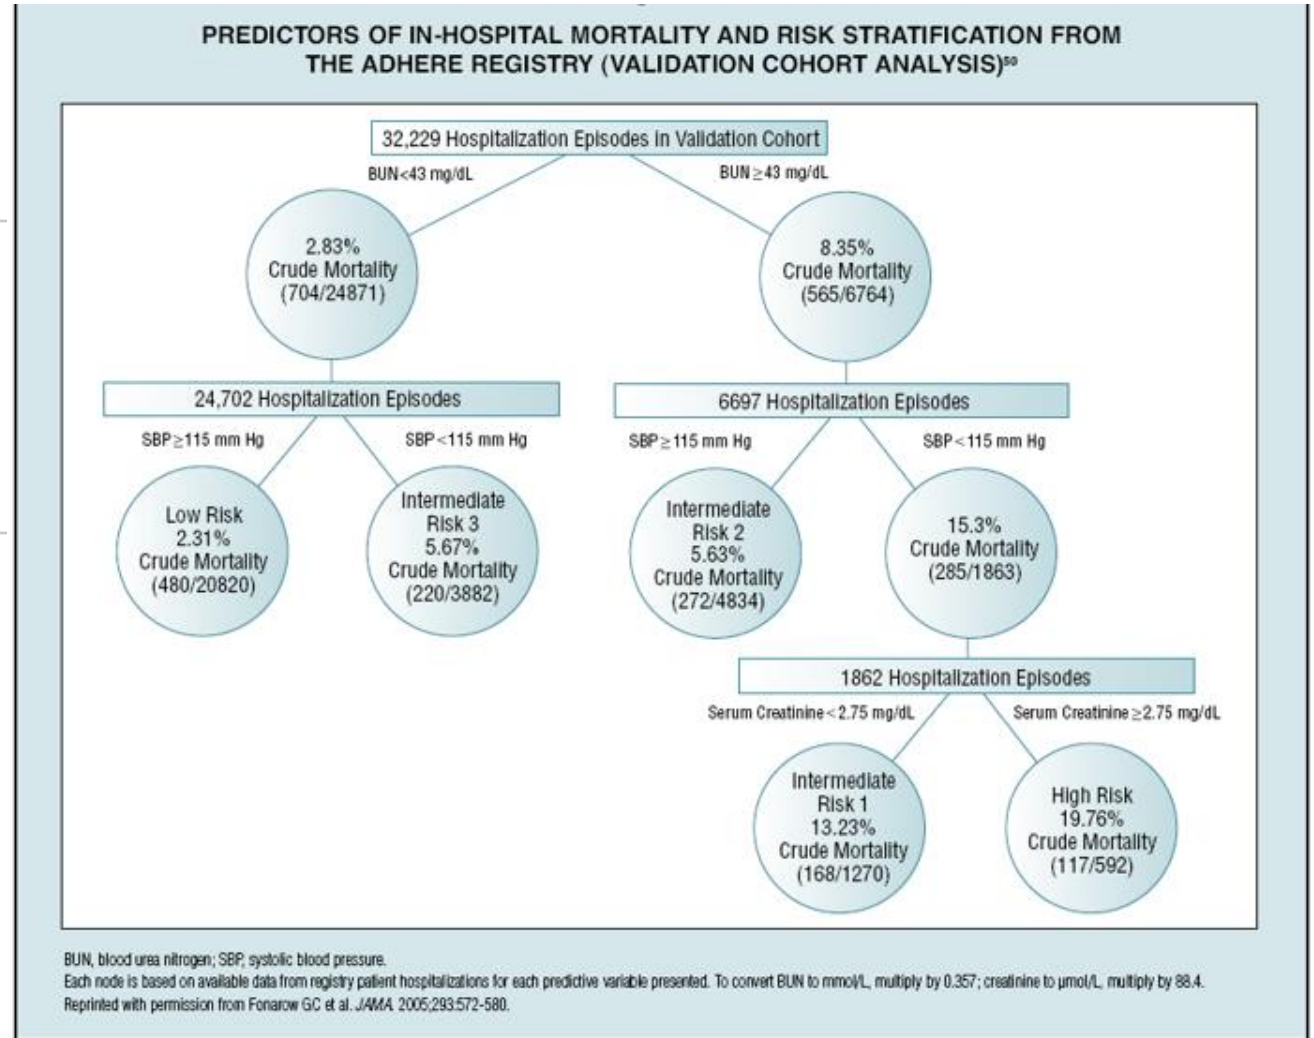 PREDICTORS OF IN-HOSPITAL MORTALITY AND RISK STRATIFICATION FROM
THE ADHERE REGISTRY (VALIDATION COHORT ANALYSIS)⁵⁰
32,229 Hospitalization Episodes in Validation Cohort
BUN<43 mg/dL
BUN≥43 mg/dL
2.83%
Crude Mortality
(704/24871)
8.35%
Crude Mortality
(565/6764)
24,702 Hospitalization Episodes
6697 Hospitalization Episodes
SBP≥115 mm Hg
SBP<115 mm Hg
SBP≥115 mm Hg
SBP<115 mm Hg
Low Risk
2.31%
Crude Mortality
(480/20820)
Intermediate
Risk 3
5.67%
Crude Mortality
(220/3882)
Intermediate
Risk 2
5.63%
Crude Mortality
(272/4834)
15.3%
Crude Mortality
(285/1863)
1862 Hospitalization Episodes
Serum Creatinine<2.75 mg/dL
Serum Creatinine≥2.75 mg/dL
Intermediate
Risk 1
13.23%
Crude Mortality
(168/1270)
High Risk
19.76%
Crude Mortality
(117/592)
BUN, blood urea nitrogen; SBP, systolic blood pressure.
Each node is based on available data from registry patient hospitalizations for each predictive variable presented. To convert BUN to mmol/L, multiply by 0.357; creatinine to µmol/L, multiply by 88.4.
Reprinted with permission from Fonarow GC et al. JAMA. 2005;293:572-580.